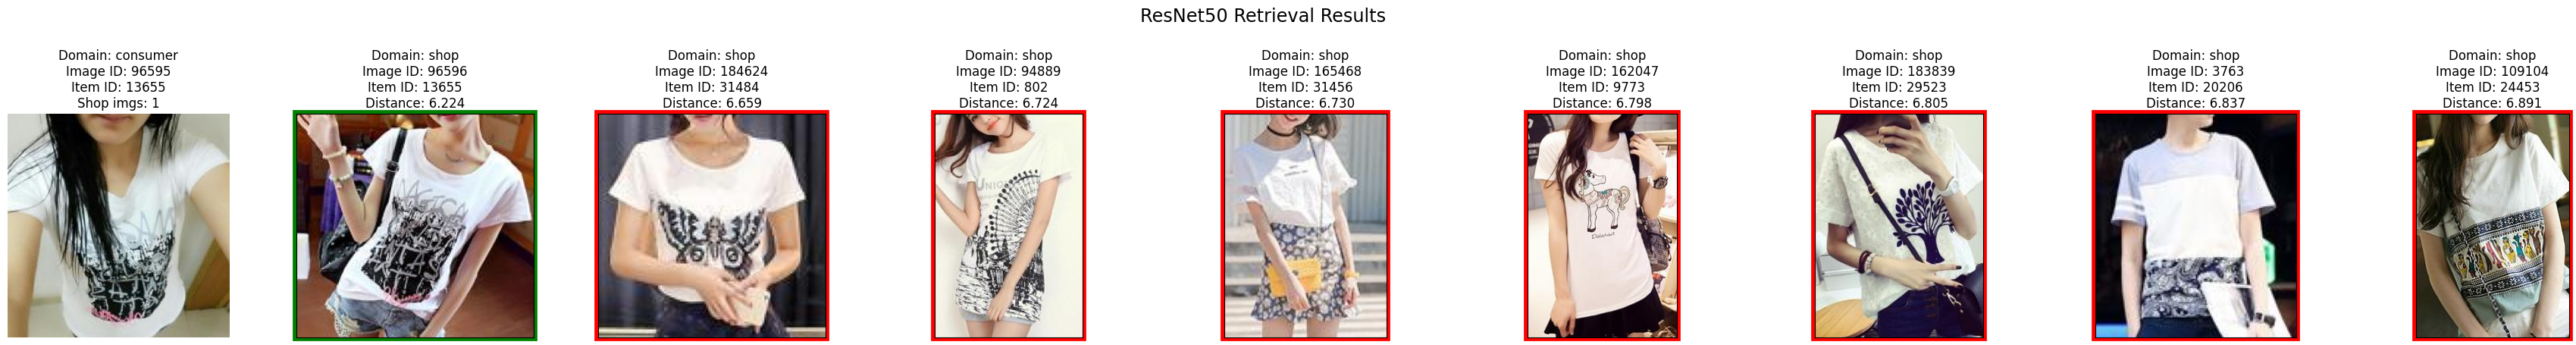 ResNet50 Retrieval Results
Domain: consumer
Image ID: 96595
Item ID: 13655
Shop imgs: 1
Domain: shop
Image ID: 96596
Item ID: 13655
Distance: 6.224
Domain: shop
Image ID: 184624
Item ID: 31484
Distance: 6.659
Domain: shop
Image ID: 94889
Item ID: 802
Distance: 6.724
Domain: shop
Image ID: 165468
Item ID: 31456
Distance: 6.730
Domain: shop
Image ID: 162047
Item ID: 9773
Distance: 6.798
Domain: shop
Image ID: 183839
Item ID: 29523
Distance: 6.805
Domain: shop
Image ID: 3763
Item ID: 20206
Distance: 6.837
Domain: shop
Image ID: 109104
Item ID: 24453
Distance: 6.891